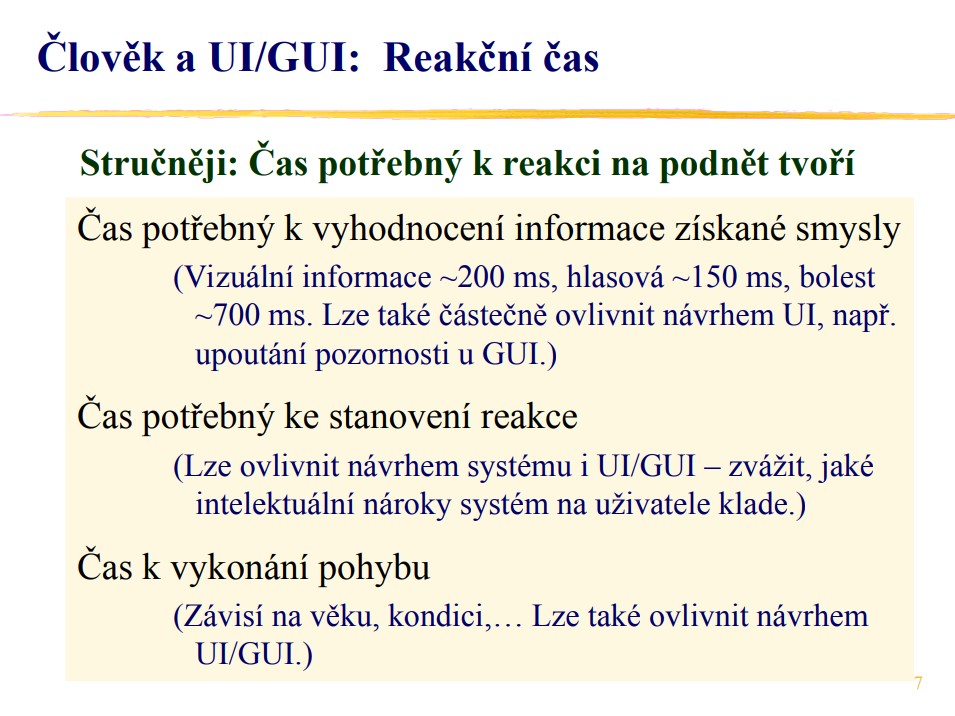 Člověk a UI/GUI:  Reakční čas
Stručněji: Čas potřebný k reakci na podnět tvoří
Čas potřebný k vyhodnocení informace získané smysly
(Vizuální informace ~200 ms, hlasová ~150 ms, bolest
~700 ms. Lze také částečně ovlivnit návrhem UI, např.
upoutání pozornosti u GUI.)
Čas potřebný ke stanovení reakce
(Lze ovlivnit návrhem systému i UI/GUI – zvážit, jaké
intelektuální nároky systém na uživatele klade.)
Čas k vykonání pohybu
(Závisí na věku, kondici,… Lze také ovlivnit návrhem
UI/GUI.)
7